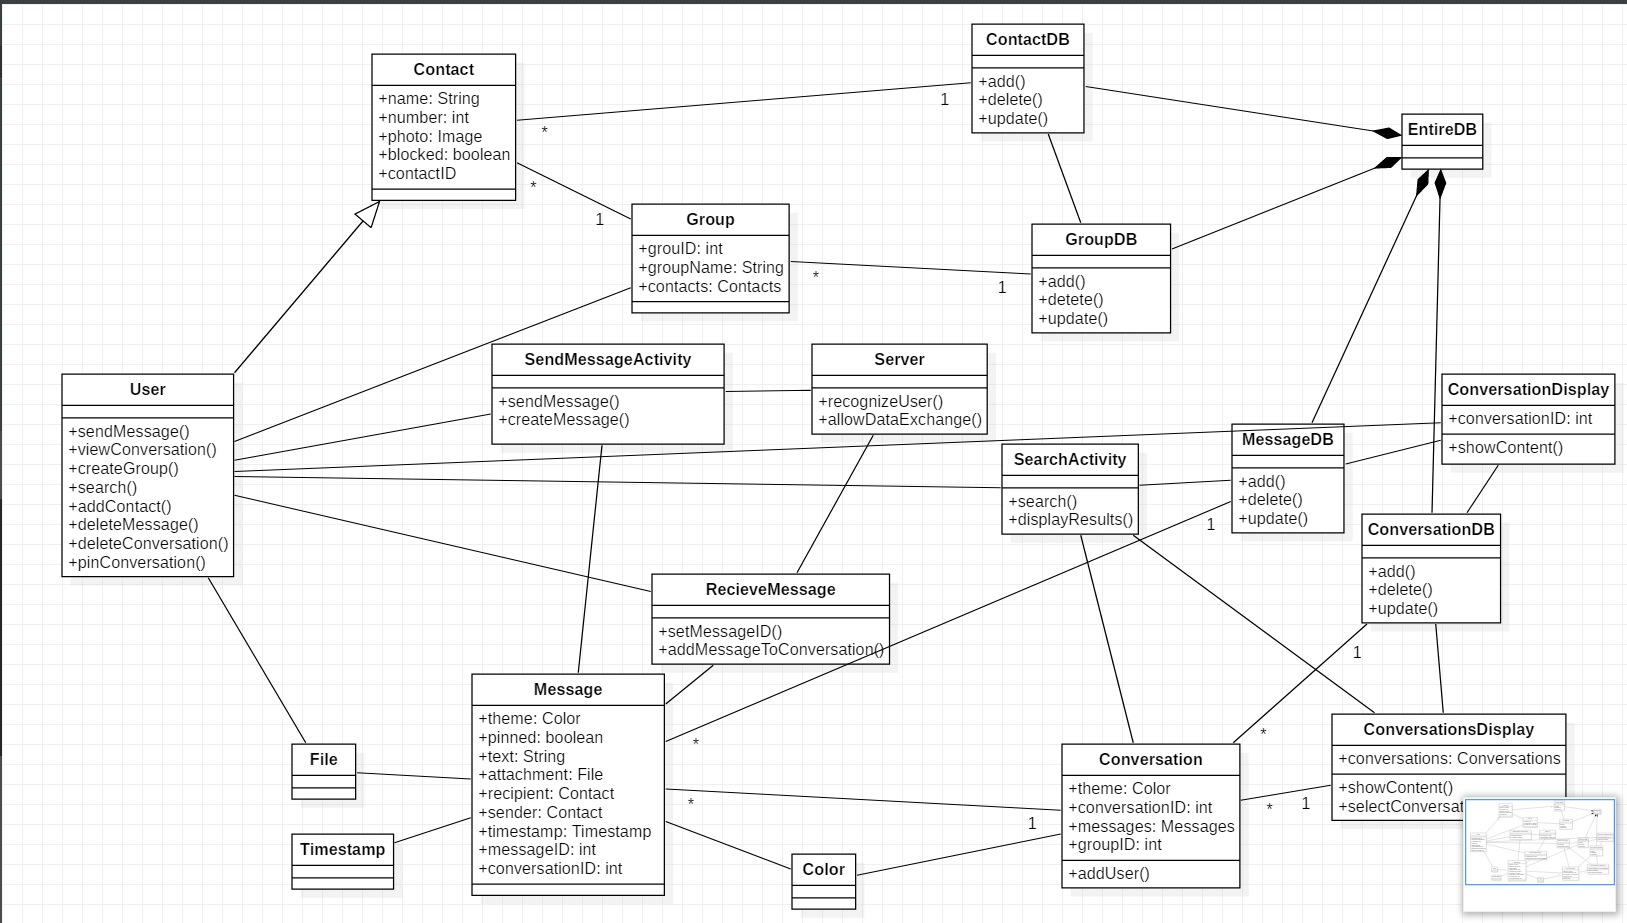 ContactDB
+add()
+delete()
+update()
Contact
+name: String
+number: int
+photo: Image
+blocked: boolean
+contactID
1
*
EntireDB
*
1
Group
+grouID: int
+groupName: String
+contacts: Contacts
*
1
GroupDB
+add()
+detete()
+update()
SendMessageActivity
+sendMessage()
+createMessage()
Server
+recognizeUser()
+allowDataExchange()
User
+sendMessage()
+viewConversation()
+createGroup()
+search()
+addContact()
+deleteMessage()
+deleteConversation()
+pinConversation()
ConversationDisplay
+conversationID: int
+showContent()
MessageDB
+add()
+delete()
+update()
SearchActivity
+search()
+displayResults()
1
ConversationDB
+add()
+delete()
+update()
RecieveMessage
+setMessageID()
+addMessageToConversation()
1
*
Message
+theme: Color
+pinned: boolean
+text: String
+attachment: File
+recipient: Contact
+sender: Contact
+timestamp: Timestamp
+messageID: int
+conversationID: int
*
*
1
File
Timestamp
Color
Conversation
+theme: Color
+conversationID: int
+messages: Messages
+groupID: int
+addUser()
*
1
ConversationsDisplay
+conversations: Conversations
+showContent()
+selectConversat